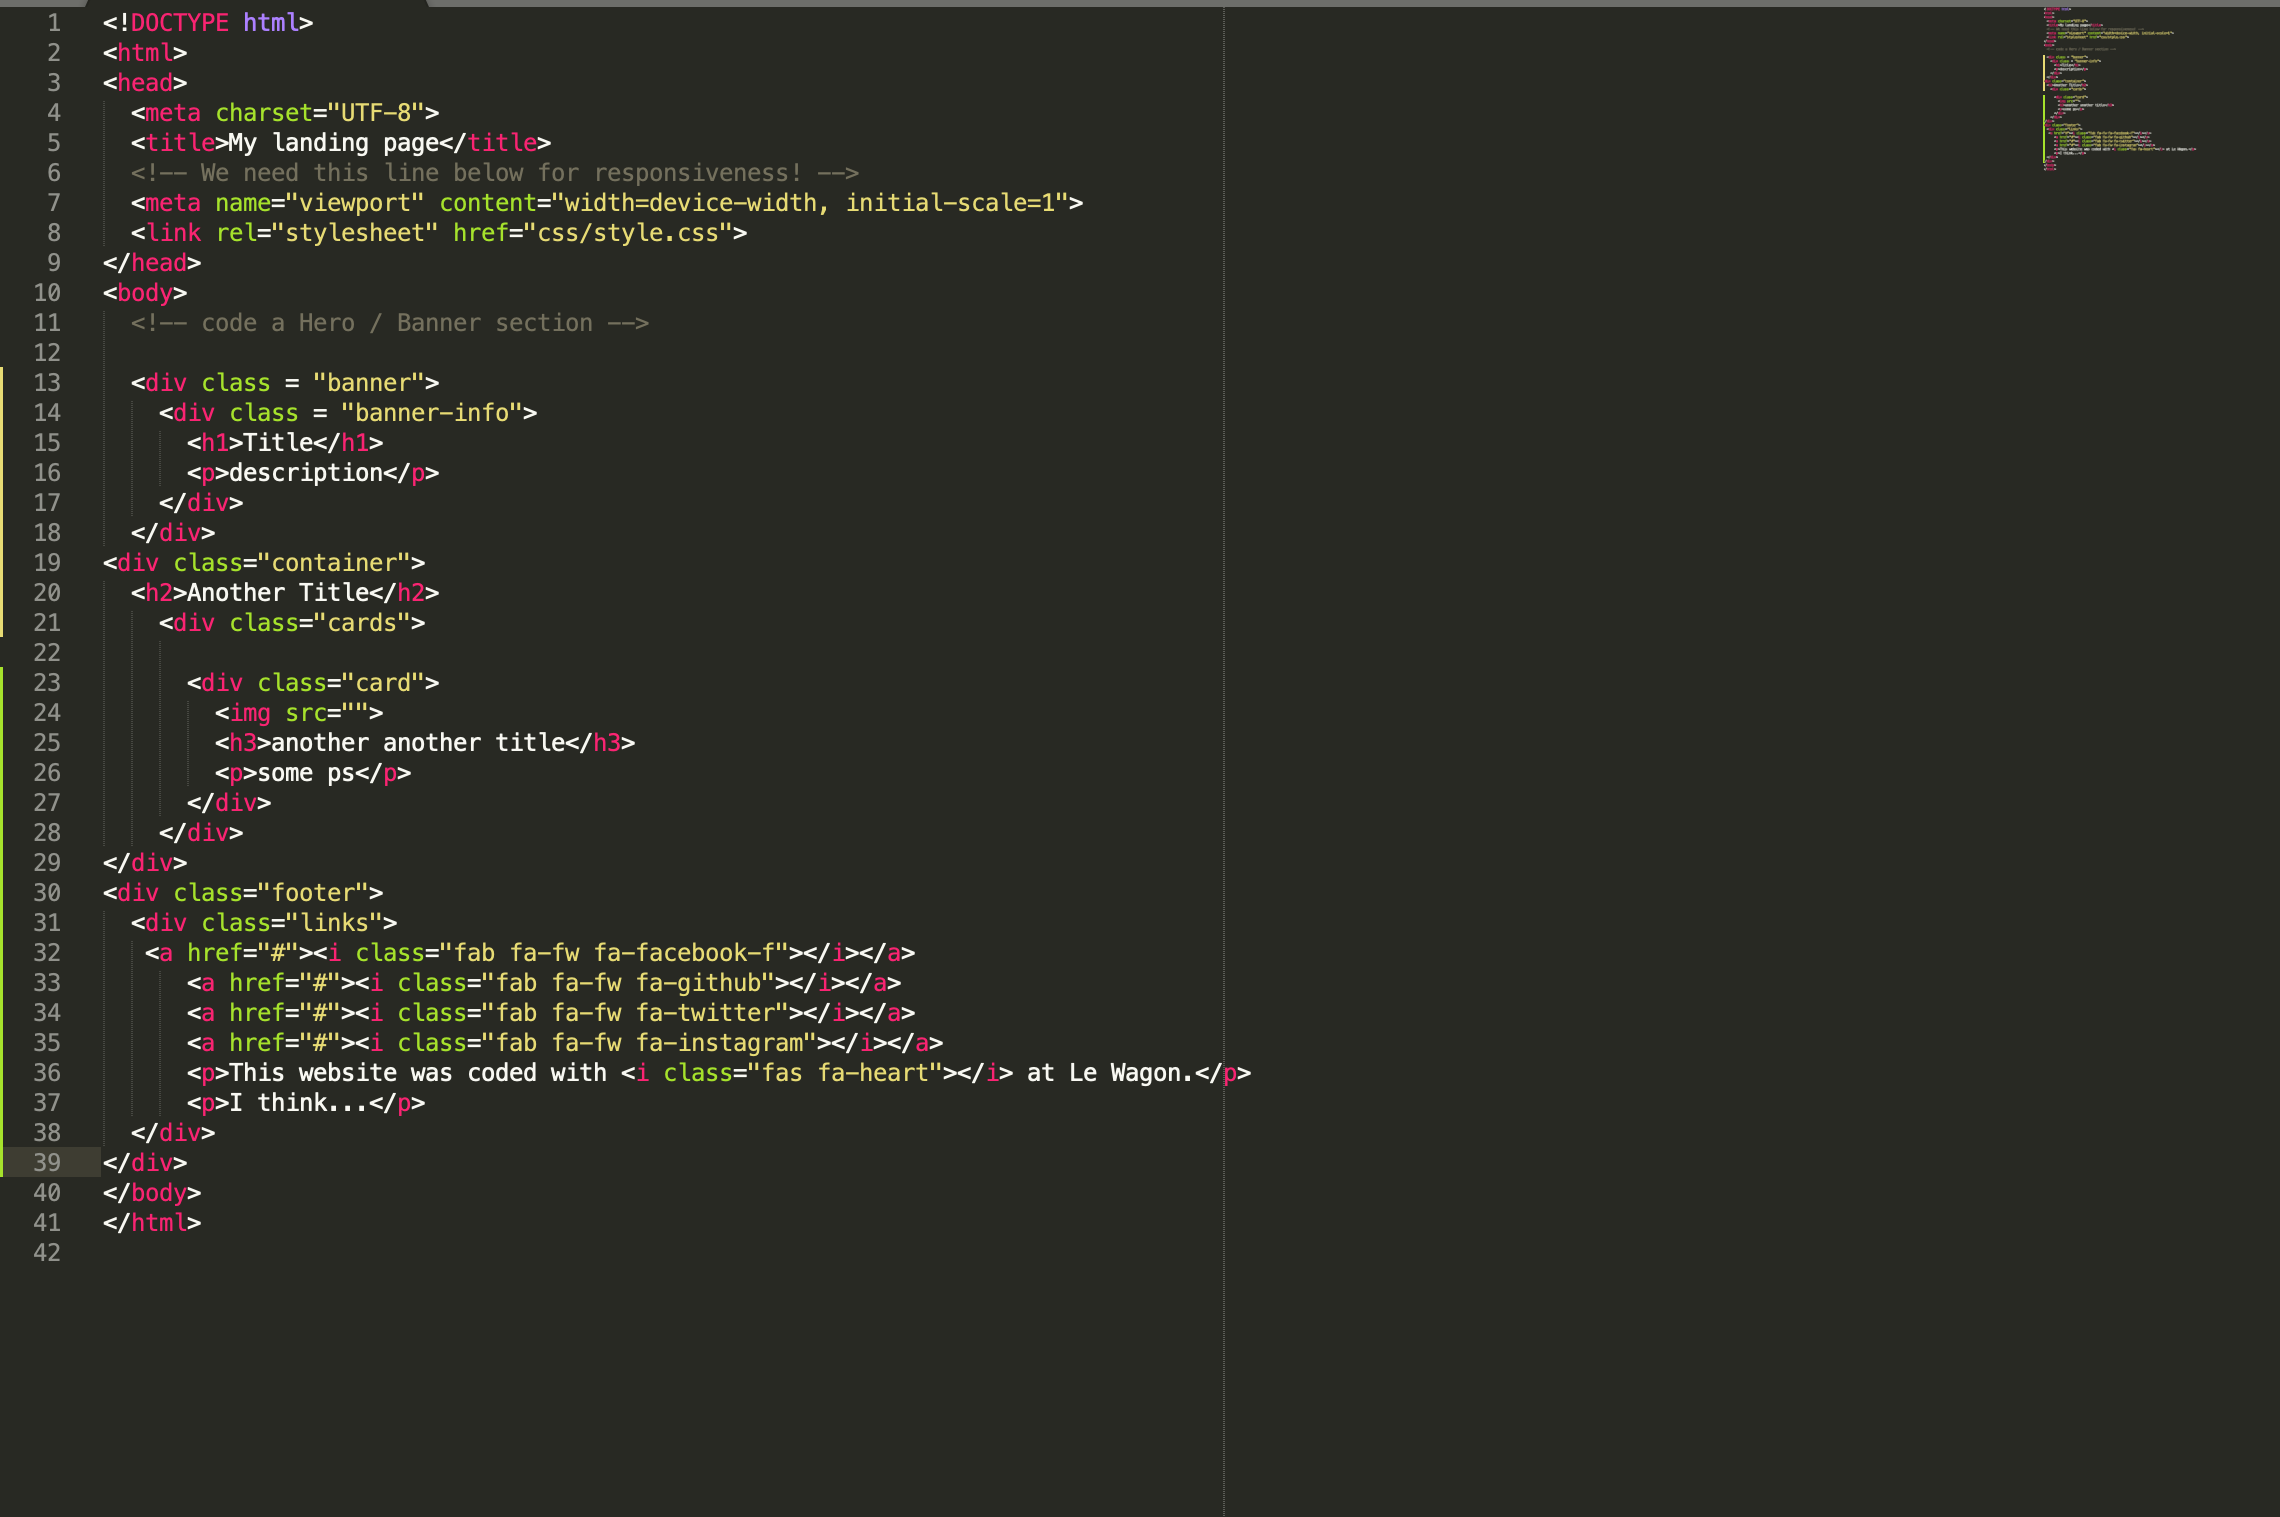 1 <!DOCTYPE html>
2 <html>
3 <head>
4   <meta charset="UTF-8">
5   <title>My landing page</title>
6   <!-- We need this line below for responsiveness! -->
7   <meta name="viewport" content="width=device-width, initial-scale=1">
8   <link rel="stylesheet" href="css/style.css">
9 </head>
10 <body>
11   <!-- code a Hero / Banner section -->
12
13   <div class = "banner">
14     <div class = "banner-info">
15       <h1>Title</h1>
16       <p>description</p>
17     </div>
18   </div>
19 <div class="container">
20   <h2>Another Title</h2>
21     <div class="cards">
22
23       <div class="card">
24         <img src="">
25         <h3>another another title</h3>
26         <p>some ps</p>
27       </div>
28     </div>
29 </div>
30 <div class="footer">
31   <div class="links">
32    <a href="#"><i class="fab fa-fw fa-facebook-f"></i></a>
33       <a href="#"><i class="fab fa-fw fa-github"></i></a>
34       <a href="#"><i class="fab fa-fw fa-twitter"></i></a>
35       <a href="#"><i class="fab fa-fw fa-instagram"></i></a>
36       <p>This website was coded with <i class="fas fa-heart"></i> at Le Wagon.</p>
37       <p>I think...</p>
38   </div>
39 </div>
40 </body>
41 </html>
42